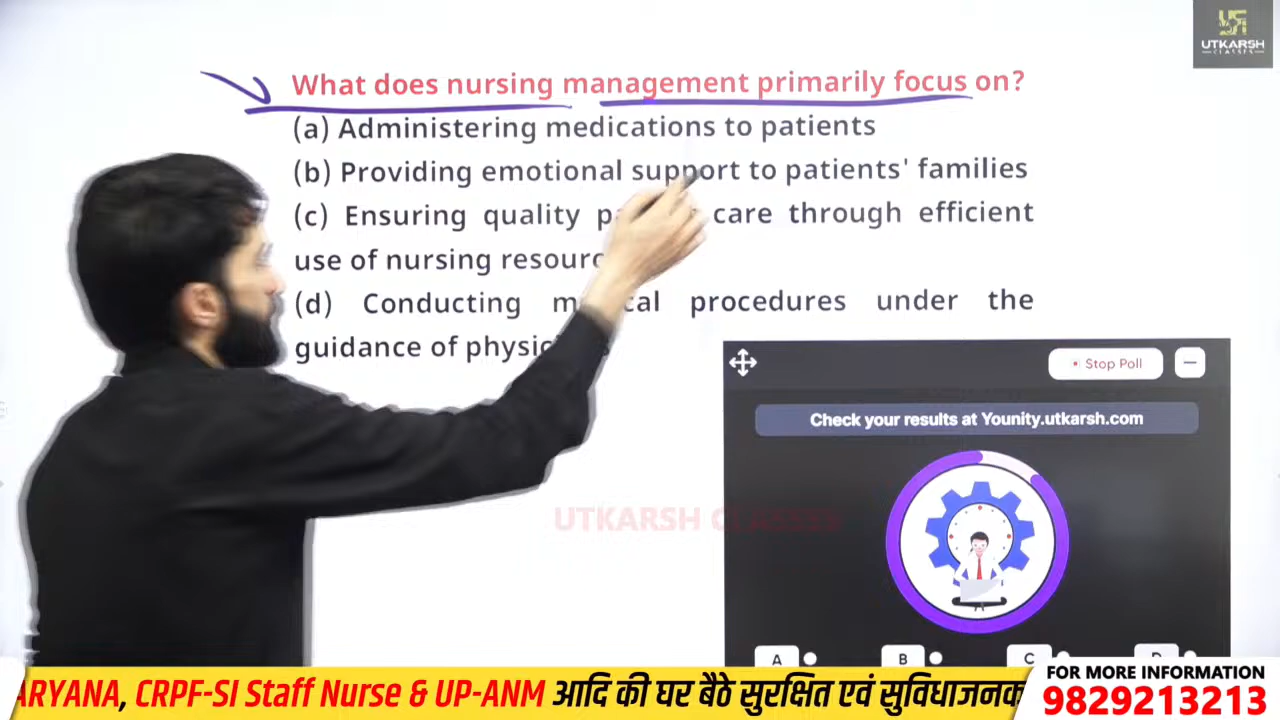 UTKARSH
CLASSES
What does nursing management primarily focus on?
(a) Administering medications to patients
(b) Providing emotional support to patients' families
(c) Ensuring quality care through efficient
use of nursing
(d) Conducting procedures under the
guidance of
Stop Poll
Check your results at Younity.utkarsh.com
UTKARSH CLASSES
A B C D
ARYANA, CRPF-SI Staff Nurse & UP-ANM आदि की घर बैठे सुरक्षित एवं सुविधाजनक
FOR MORE INFORMATION
9829213213